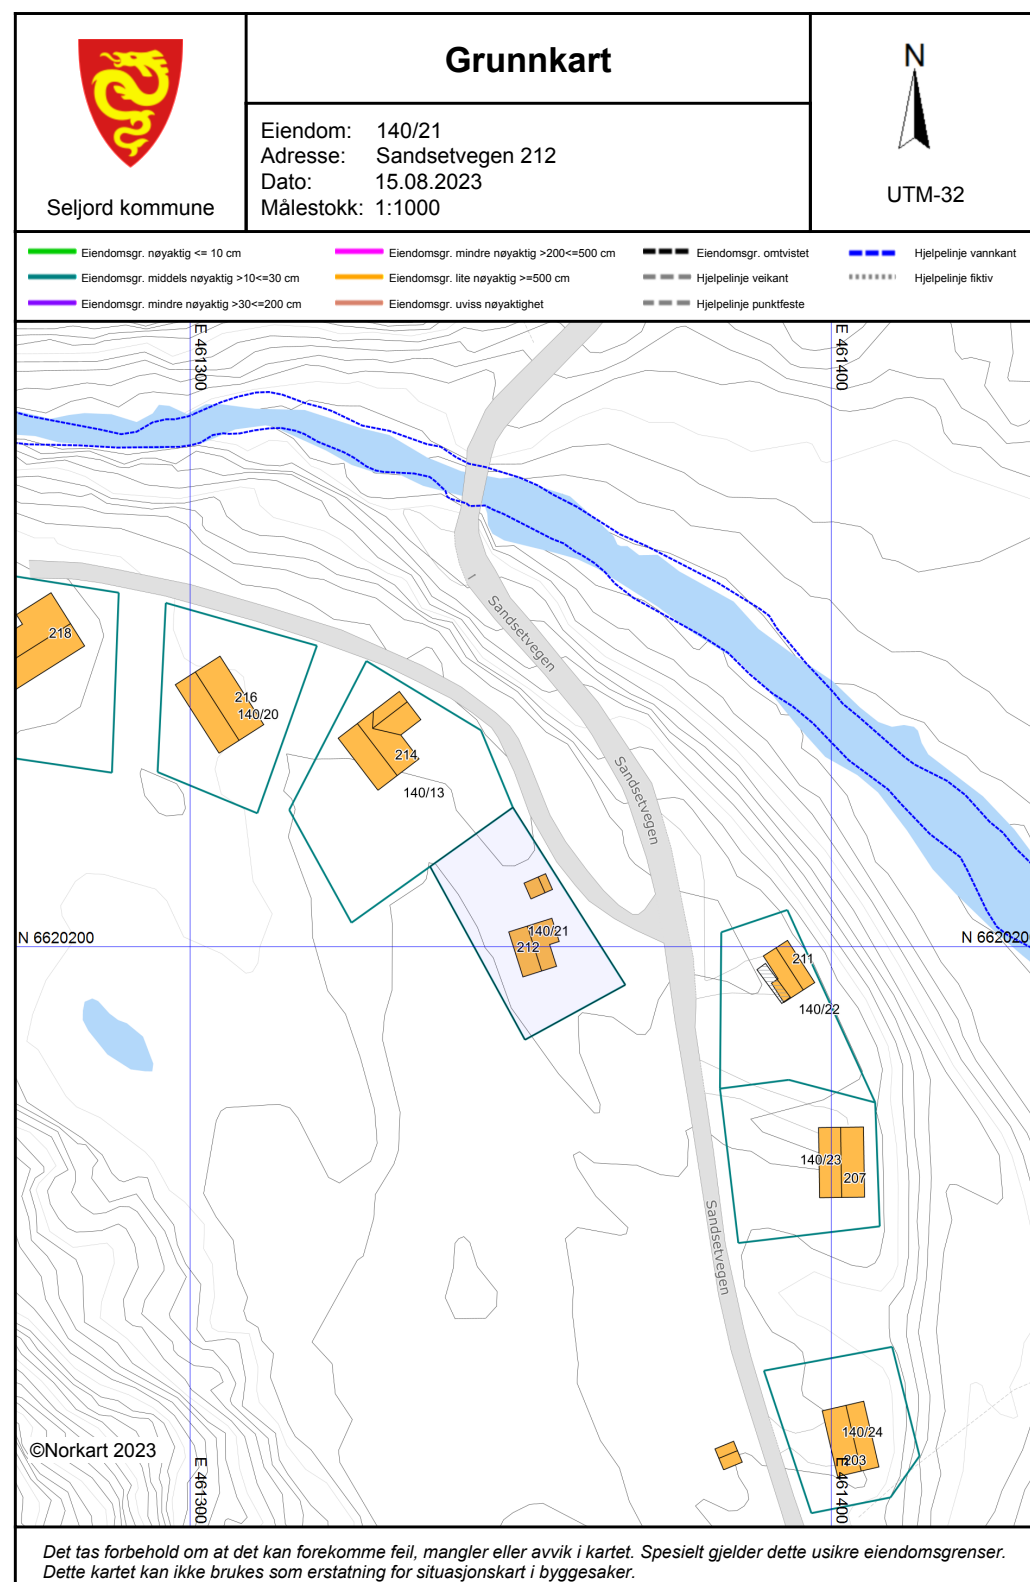 Grunnkart
Seljord kommune
Eiendom: 140/21
Adresse: Sandsetvegen 212
Dato: 15.08.2023
Målestokk: 1:1000
N
UTM-32
Eiendomsgr. nøyaktig <= 10 cm
Eiendomsgr. middels nøyaktig >10<=30 cm
Eiendomsgr. mindre nøyaktig >30<=200 cm
Eiendomsgr. mindre nøyaktig >200<=500 cm
Eiendomsgr. lite nøyaktig >=500 cm
Eiendomsgr. uviss nøyaktighet
Eiendomsgr. omtvistet
Hjelpelinje veikant
Hjelpelinje punktfeste
Hjelpelinje vannkant
Hjelpelinje fiktiv
E 461300
E 461400
Sandsetvegen
218
216
140/20
214
140/13
Sandsetvegen
140/21
212
N 6620200
N 662020
211
140/22
140/23
207
Sandsetvegen
140/24
203
©Norkart 2023
E 461300
E 461400
Det tas forbehold om at det kan forekomme feil, mangler eller avvik i kartet. Spesielt gjelder dette usikre eiendomsgrenser.
Dette kartet kan ikke brukes som erstatning for situasjonskart i byggesaker.